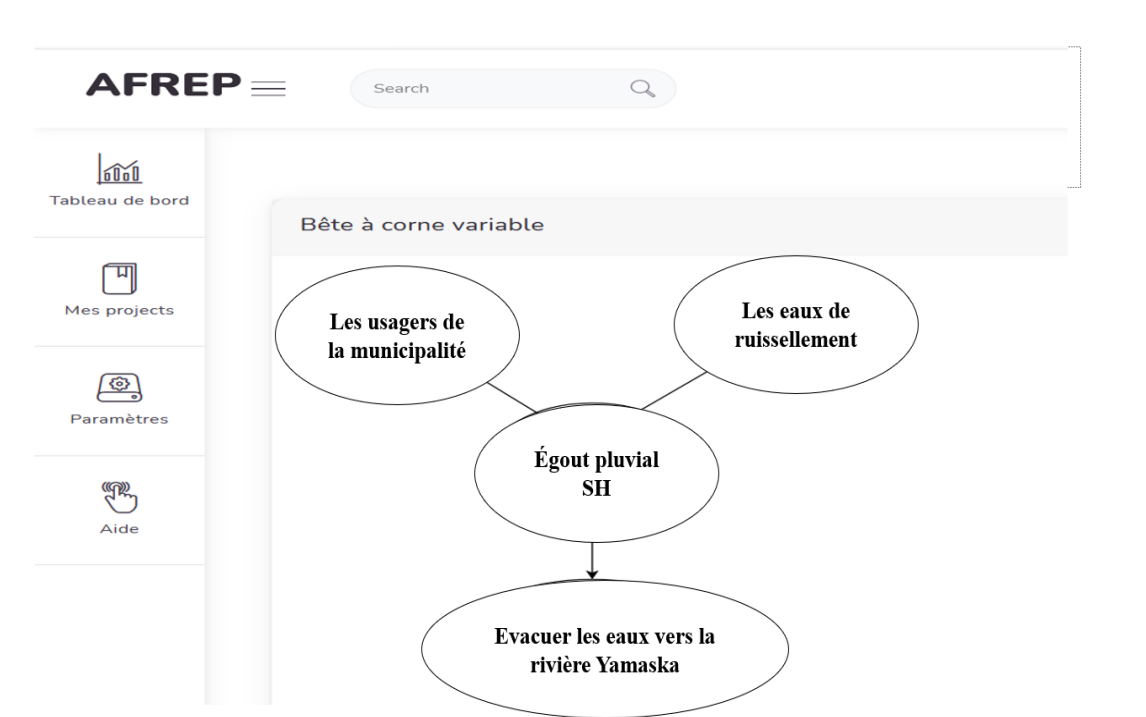 AFREP
Search
Tableau de bord
Mes projects
Paramètres
Aide
Bête à corne variable
Les usagers de
la municipalité
Les eaux de
ruissellement
Égout pluvial
SH
Evacuer les eaux vers la
rivière Yamaska